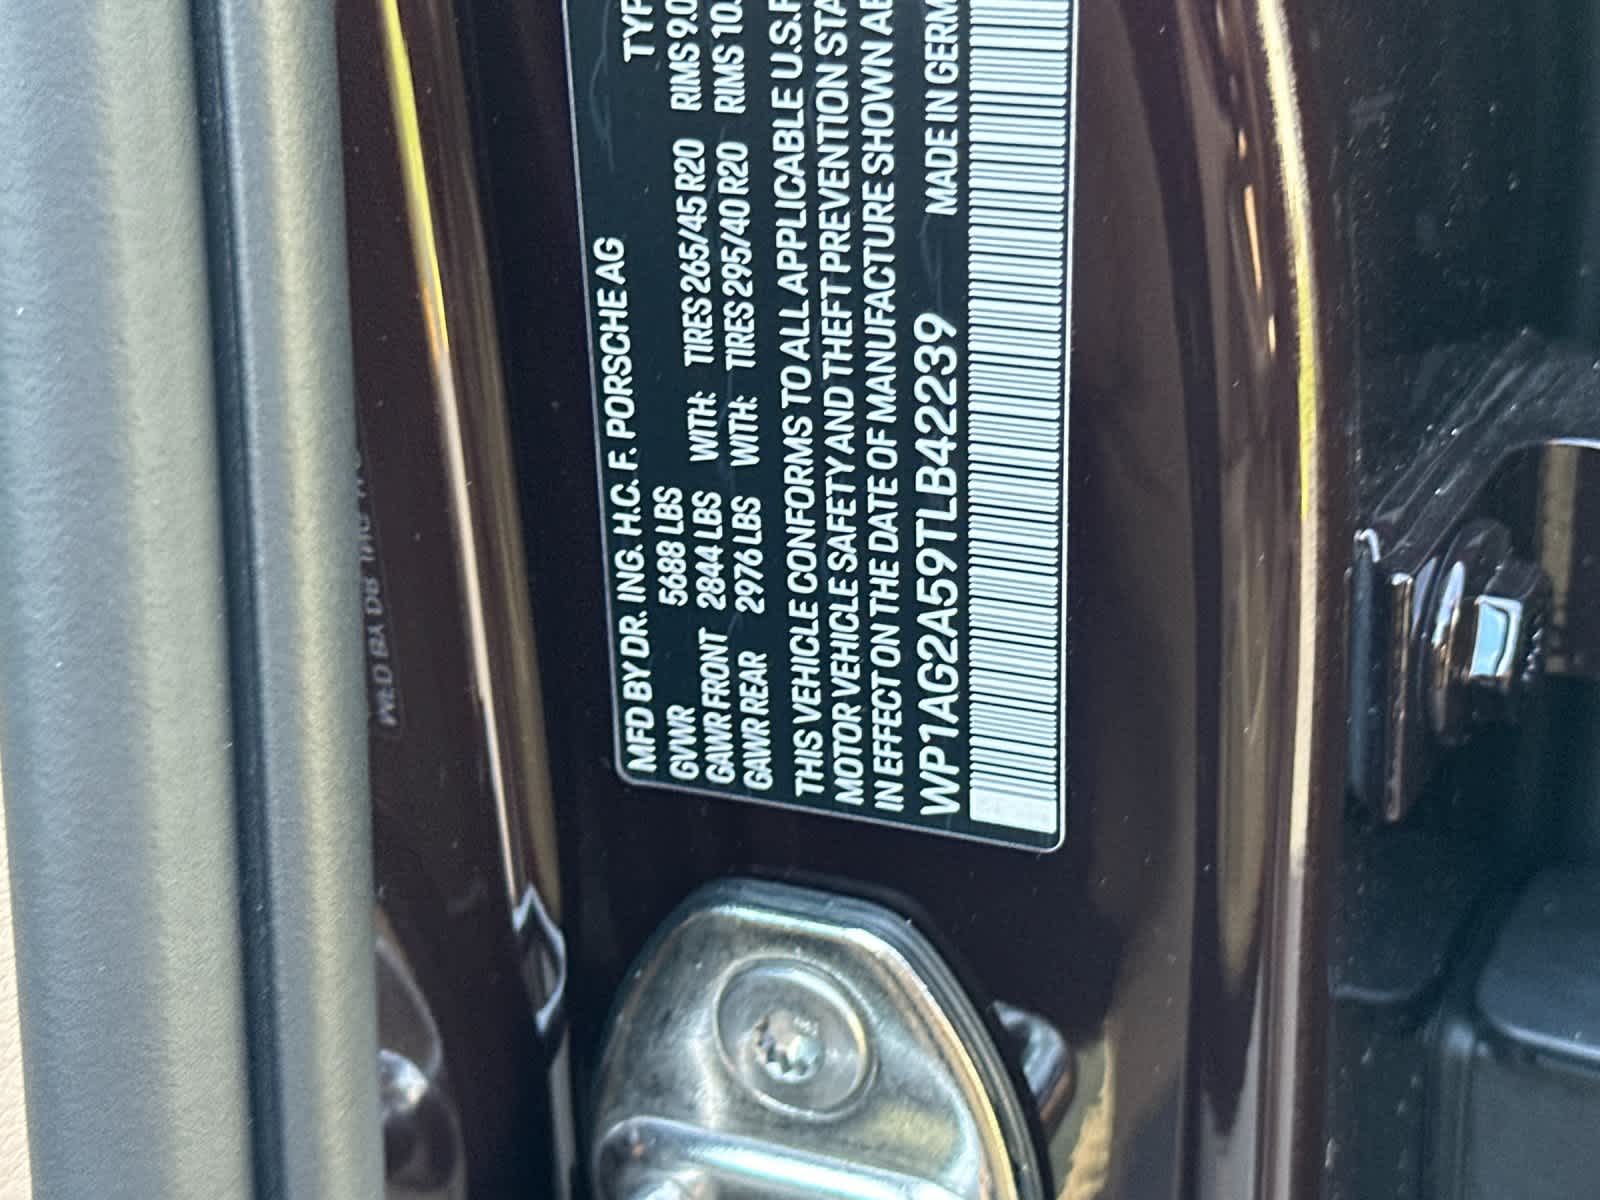 MFD BY DR. ING. H.C. F. PORSCHE AG TYP
GVWR 5688 LBS
GAWR FRONT 2844 LBS WITH: TIRES 265/45 R20 RIMS 9.0
GAWR REAR 2976 LBS WITH: TIRES 295/40 R20 RIMS 10.
THIS VEHICLE CONFORMS TO ALL APPLICABLE U.S. F
MOTOR VEHICLE SAFETY AND THEFT PREVENTION STA
IN EFFECT ON THE DATE OF MANUFACTURE SHOWN AB
WP1AG2A59TLB42239 MADE IN GERM